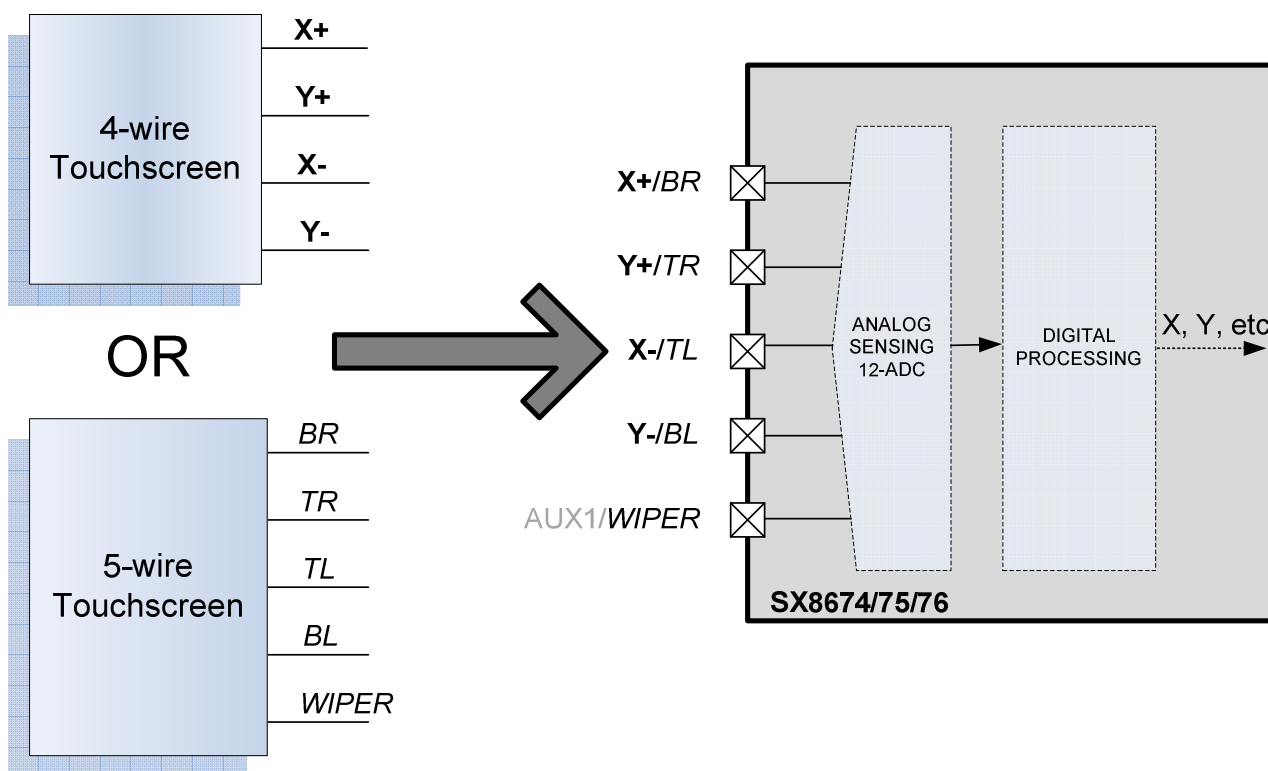 4-wire
Touchscreen
X+
Y+
X-
Y-
OR
5-wire
Touchscreen
BR
TR
TL
BL
WIPER
X+/BR
Y+/TR
X-/TL
Y-/BL
AUX1/WIPER
ANALOG
SENSING
12-ADC
DIGITAL
PROCESSING
X, Y, etc
SX8674/75/76